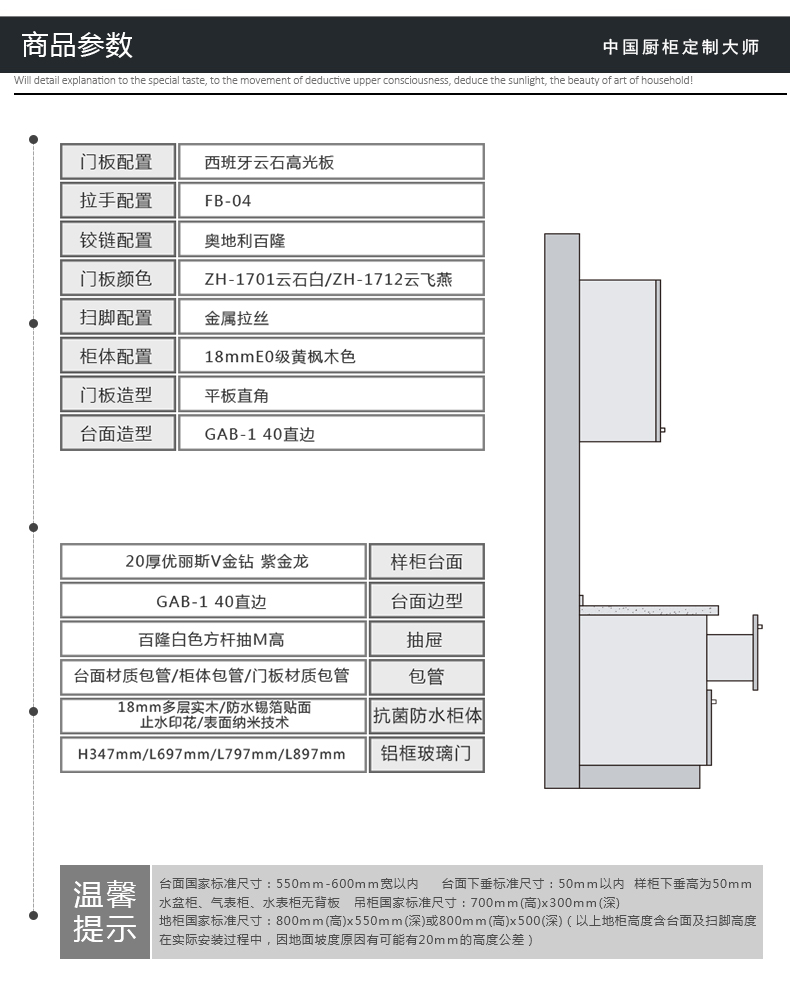 商品参数
中国厨柜定制大师
Will detail explanation to the special taste, to the movement of deductive upper consciousness, deduce the sunlight, the beauty of art of household!
门板配置 西班牙云石高光板
拉手配置 FB-04
铰链配置 奥地利百隆
门板颜色 ZH-1701云石白/ZH-1712云飞燕
扫脚配置 金属拉丝
柜体配置 18mmE0级黄枫木色
门板造型 平板直角
台面造型 GAB-1 40直边
20厚优丽斯V金钻 紫金龙 样柜台面
GAB-1 40直边 台面边型
百隆白色方杆抽M高 抽屉
台面材质包管/柜体包管/门板材质包管 包管
18mm多层实木/防水锡箔贴面
止水印花/表面纳米技术
抗菌防水柜体
H347mm/L697mm/L797mm/L897mm 铝框玻璃门
温馨
提示
台面国家标准尺寸：550mm-600mm宽以内 台面下垂标准尺寸：50mm以内 样柜下垂高为50mm
水盆柜、气表柜、水表柜无背板 吊柜国家标准尺寸：700mm(高)x300mm(深)
地柜国家标准尺寸：800mm(高)x550mm(深)或800mm(高)x500(深)（以上地柜高度含台面及扫脚高度
在实际安装过程中，因地面坡度原因有可能有20mm的高度公差）